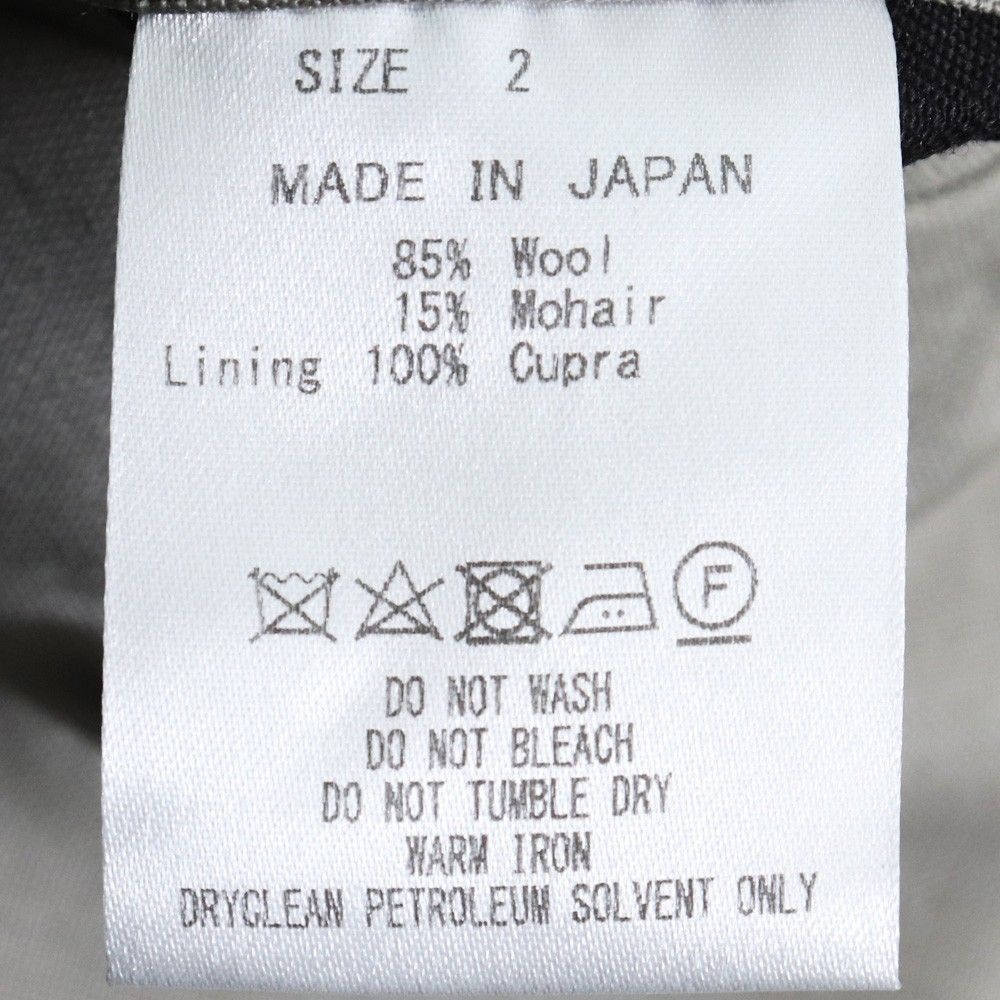 SIZE 2
MADE IN JAPAN
85% Wool
15% Mohair
Lining 100% Cupra
F
DO NOT WASH
DO NOT BLEACH
DO NOT TUMBLE DRY
WARM IRON
DRYCLEAN PETROLEUM SOLVENT ONLY